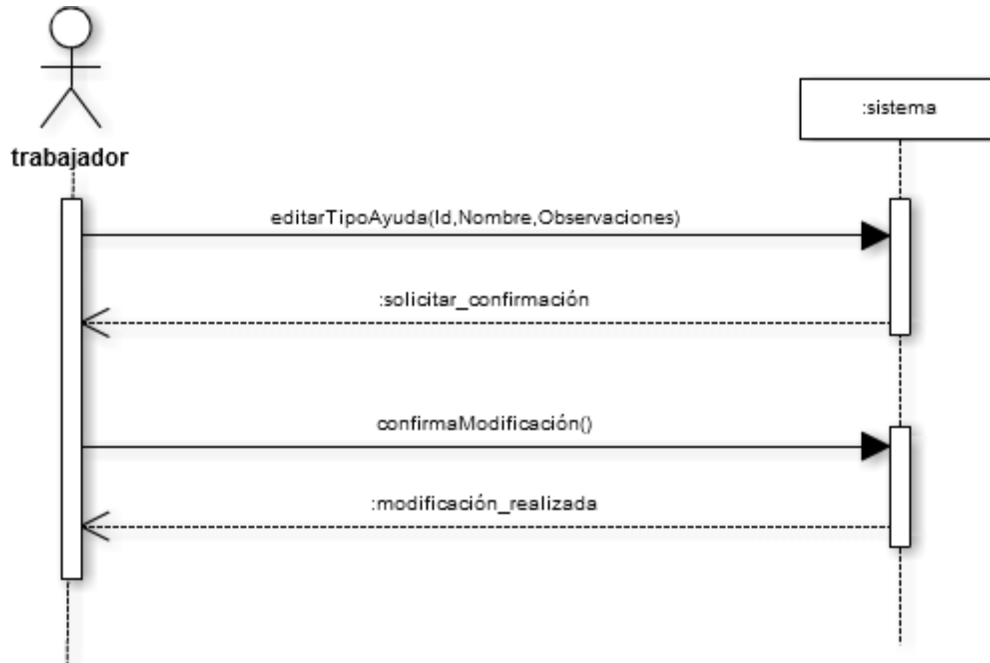 :sistema
trabajador
editarTipoAyuda(Id,Nombre,Observaciones)
:solicitar_confirmación
confirmaModificación()
:modificación_realizada